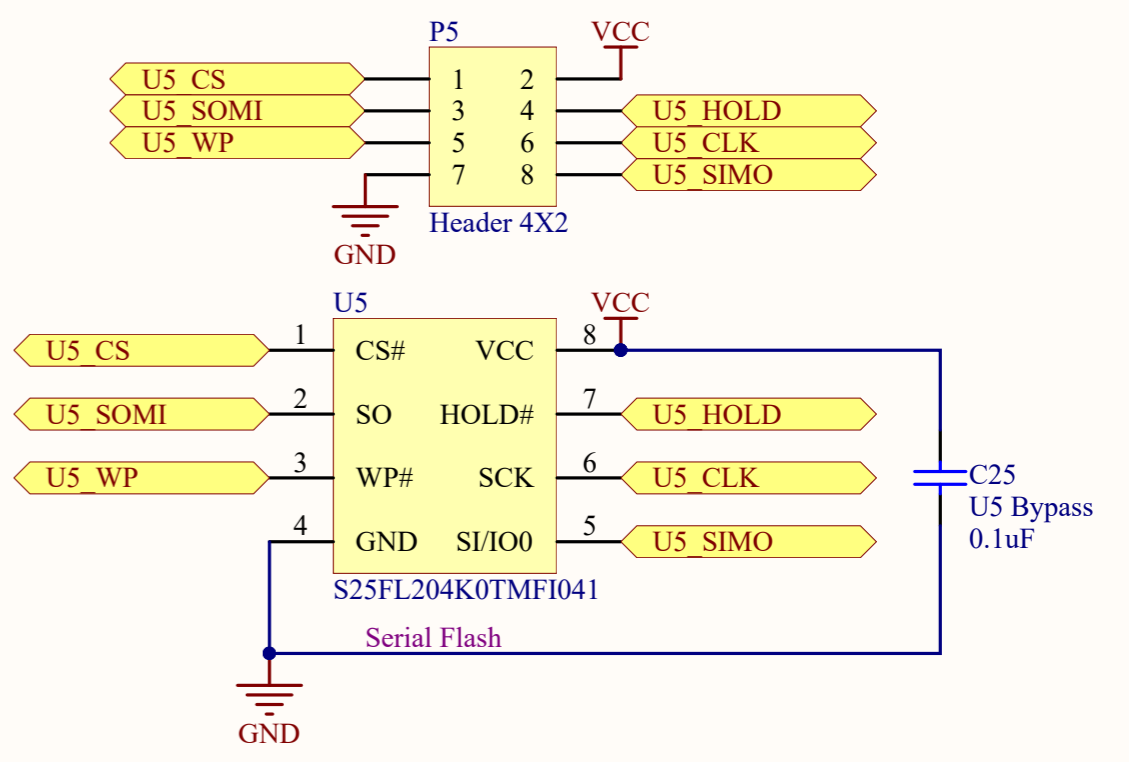 P5
VCC
U5_CS 1 2
U5_SOMI 3 4 U5_HOLD
U5_WP 5 6 U5_CLK
7 8 U5_SIMO
Header 4X2
GND
U5
VCC
U5_CS 1 CS# VCC 8
U5_SOMI 2 SO HOLD# 7 U5_HOLD
U5_WP 3 WP# SCK 6 U5_CLK
4 GND SI/IO0 5 U5_SIMO
C25
U5 Bypass
0.1uF
S25FL204K0TMFI041
Serial Flash
GND